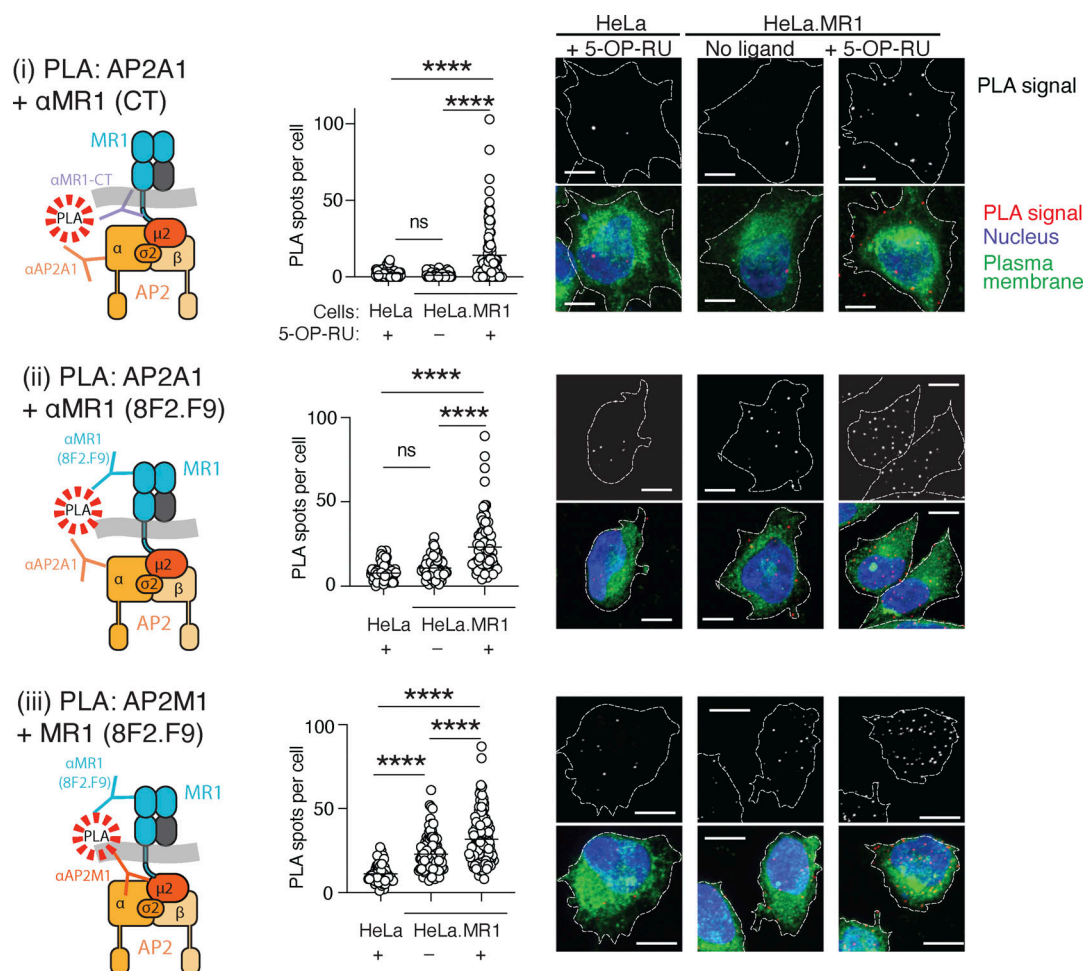 (i) PLA: AP2A1
+ αMR1 (CT)
MR1
αMR1-CT
PLA
αAP2A1
α
σ2
μ2
β
AP2
PLA spots per cell
100
50
0
****
****
ns
Cells: HeLa HeLa.MR1
5-OP-RU: + – +
HeLa
+ 5-OP-RU
HeLa.MR1
No ligand + 5-OP-RU
PLA signal
PLA signal
Nucleus
Plasma
membrane
(ii) PLA: AP2A1
+ αMR1 (8F2.F9)
αMR1
(8F2.F9)
MR1
PLA
αAP2A1
α
σ2
μ2
β
AP2
PLA spots per cell
100
50
0
****
****
ns
HeLa HeLa.MR1
+ – +
(iii) PLA: AP2M1
+ MR1 (8F2.F9)
αMR1
(8F2.F9)
MR1
PLA
αAP2M1
α
σ2
μ2
β
AP2
PLA spots per cell
100
50
0
****
****
****
HeLa HeLa.MR1
+ – +